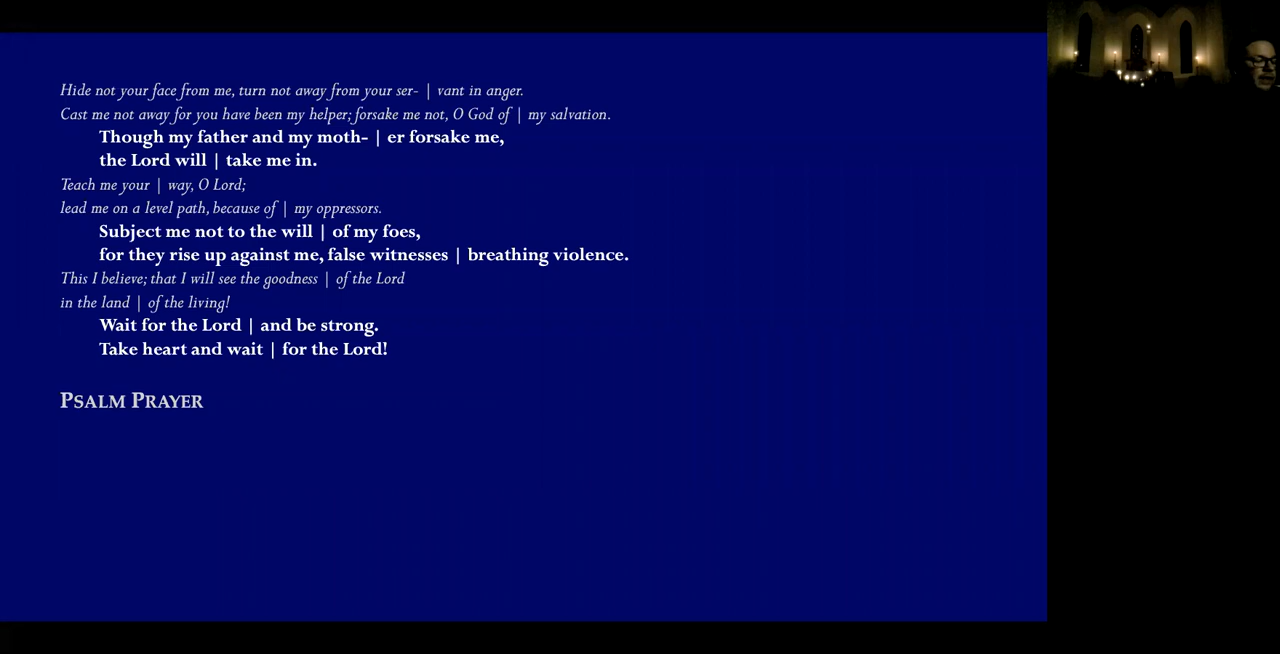 Hide not your face from me, turn not away from your ser- | vant in anger.
Cast me not away for you have been my helper; forsake me not, O God of | my salvation.
Though my father and my moth- | er forsake me,
the Lord will | take me in.
Teach me your | way, O Lord;
lead me on a level path, because of | my oppressors.
Subject me not to the will | of my foes,
for they rise up against me, false witnesses | breathing violence.
This I believe; that I will see the goodness | of the Lord
in the land | of the living!
Wait for the Lord | and be strong.
Take heart and wait | for the Lord!
PSALM PRAYER